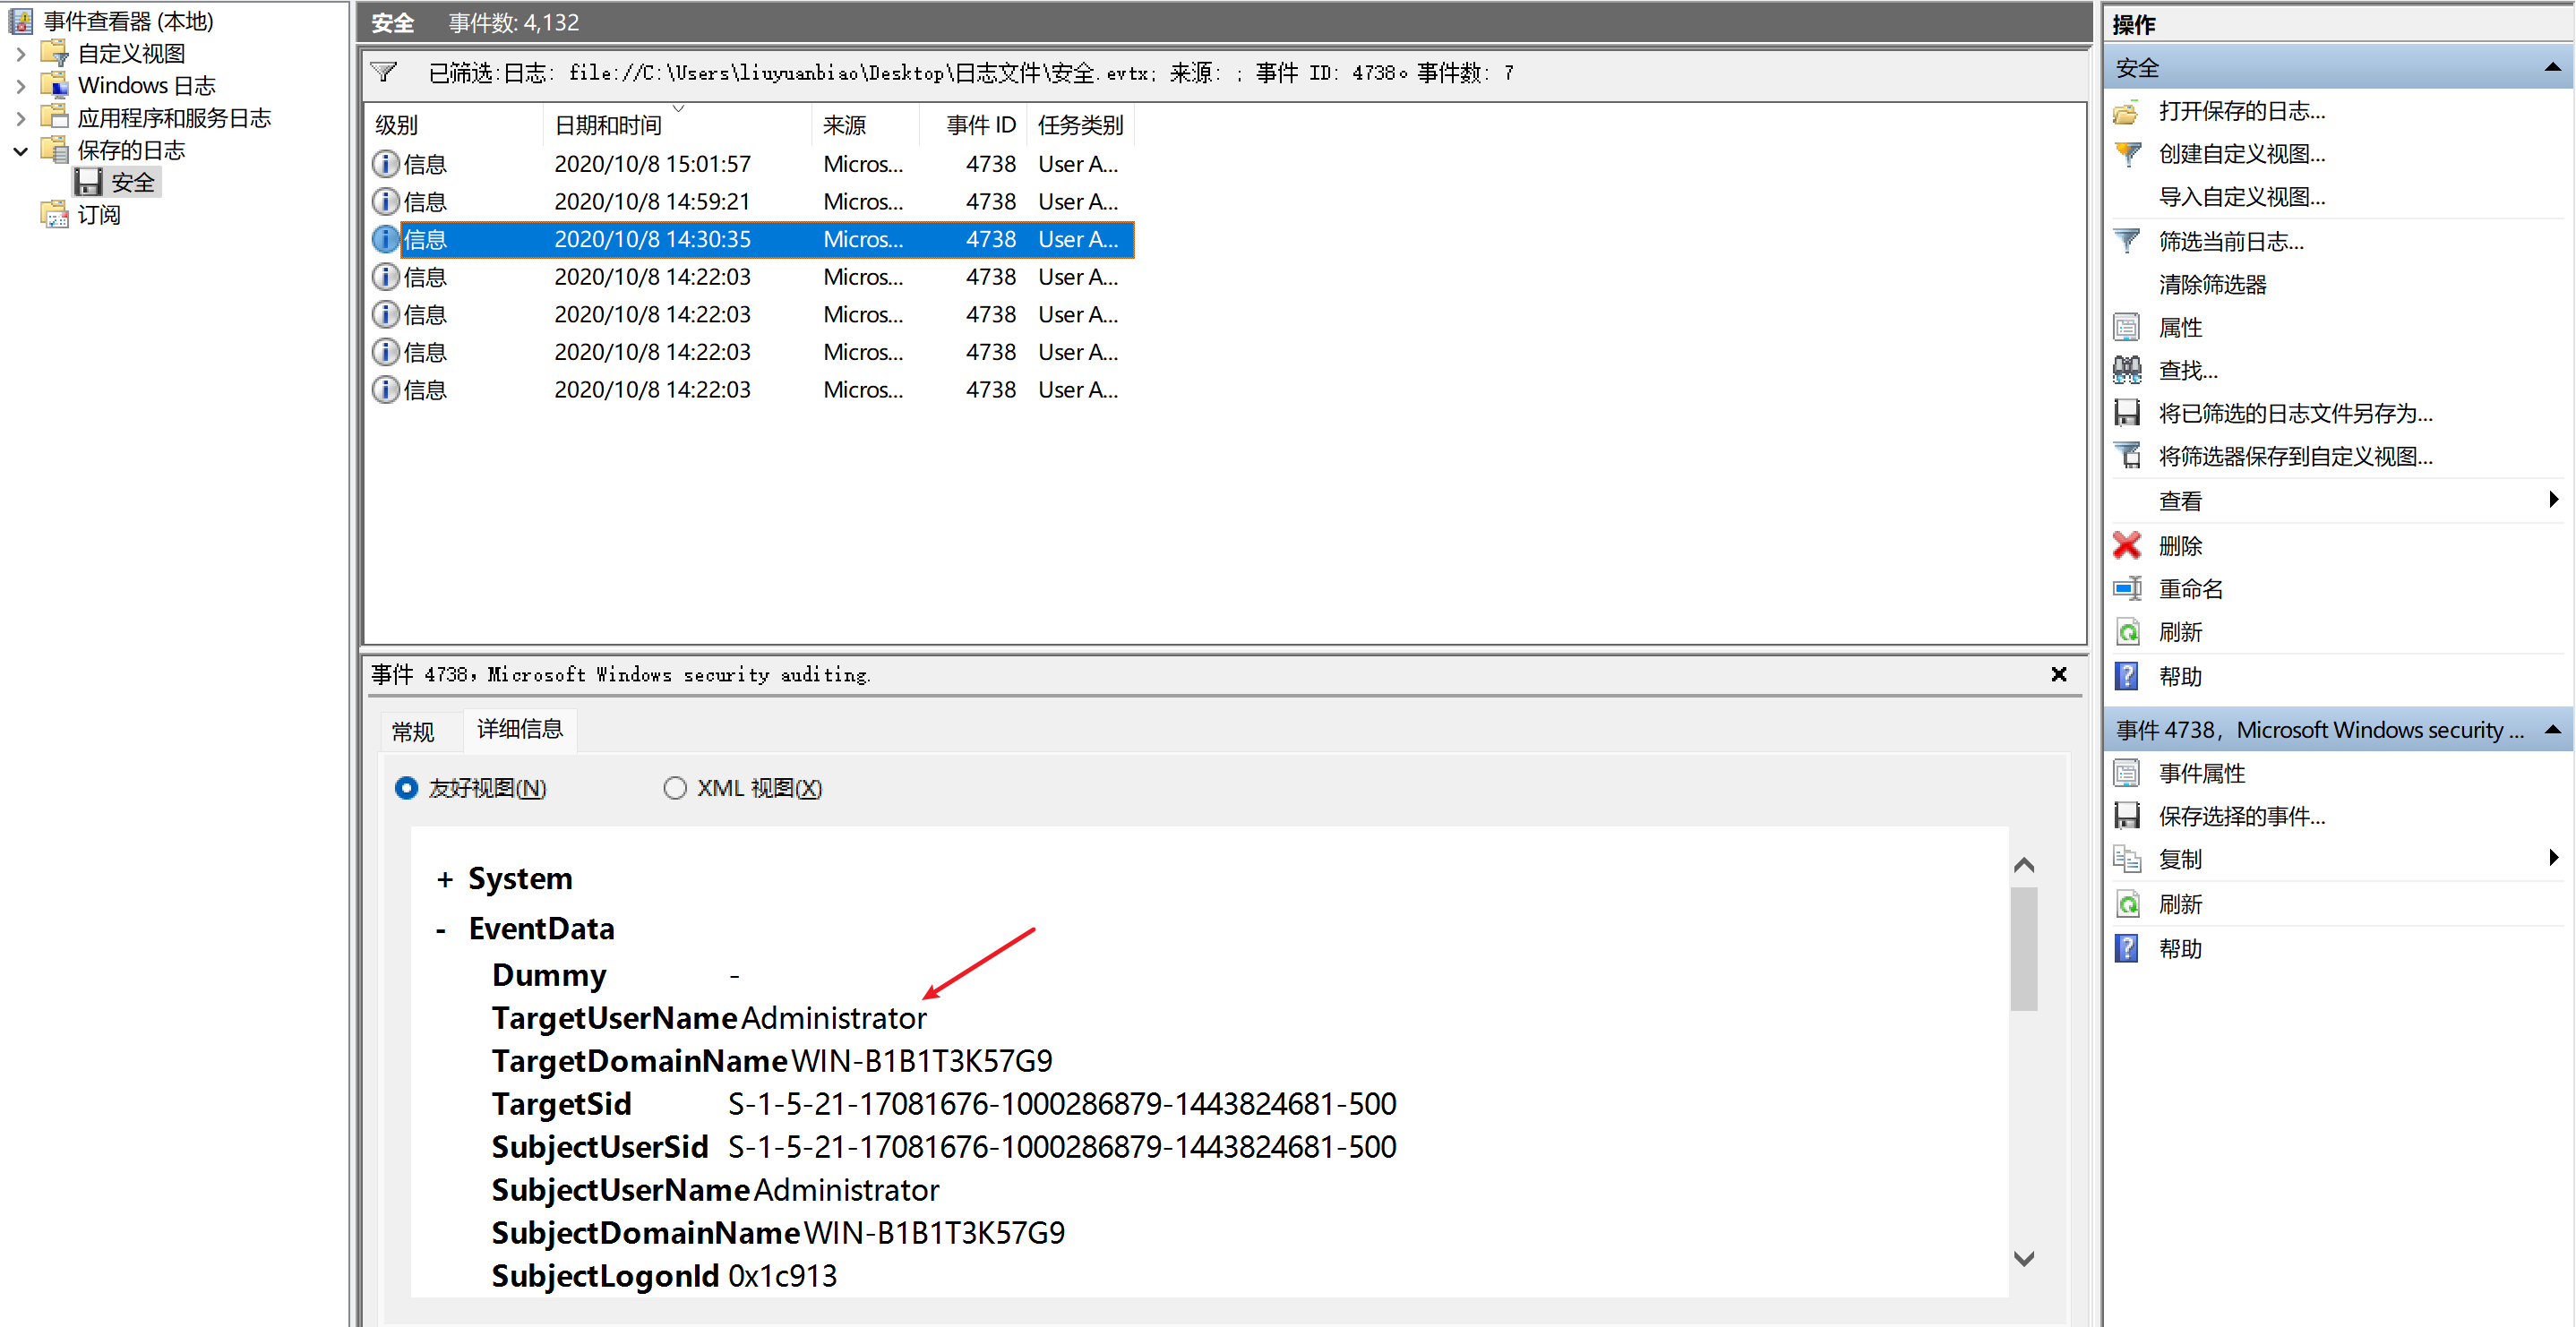 事件查看器 (本地)
自定义视图
Windows 日志
应用程序和服务日志
保存的日志
安全
订阅
安全 事件数: 4,132
已筛选:日志: file://C:\Users\liuyuanbiao\Desktop\日志文件\安全.evtx; 来源: ; 事件 ID: 4738。事件数: 7
级别 日期和时间 来源 事件 ID 任务类别
信息 2020/10/8 15:01:57 Micros... 4738 User A...
信息 2020/10/8 14:59:21 Micros... 4738 User A...
信息 2020/10/8 14:30:35 Micros... 4738 User A...
信息 2020/10/8 14:22:03 Micros... 4738 User A...
信息 2020/10/8 14:22:03 Micros... 4738 User A...
信息 2020/10/8 14:22:03 Micros... 4738 User A...
信息 2020/10/8 14:22:03 Micros... 4738 User A...
事件 4738，Microsoft Windows security auditing.
常规 详细信息
友好视图(N) XML 视图(X)
+ System
- EventData
Dummy -
TargetUserName Administrator
TargetDomainName WIN-B1B1T3K57G9
TargetSid S-1-5-21-17081676-1000286879-1443824681-500
SubjectUserSid S-1-5-21-17081676-1000286879-1443824681-500
SubjectUserName Administrator
SubjectDomainName WIN-B1B1T3K57G9
SubjectLogonId 0x1c913
操作
安全
打开保存的日志...
创建自定义视图...
导入自定义视图...
筛选当前日志...
清除筛选器
属性
查找...
将已筛选的日志文件另存为...
将筛选器保存到自定义视图...
查看
删除
重命名
刷新
帮助
事件 4738，Microsoft Windows security ...
事件属性
保存选择的事件...
复制
刷新
帮助